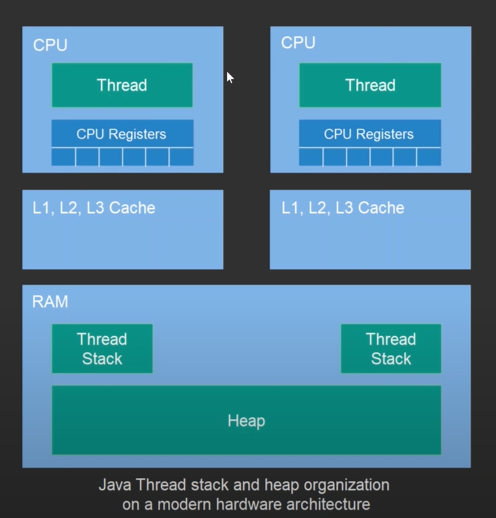 CPU
Thread
CPU Registers
L1, L2, L3 Cache
CPU
Thread
CPU Registers
L1, L2, L3 Cache
RAM
Thread
Stack
Thread
Stack
Heap
Java Thread stack and heap organization
on a modern hardware architecture